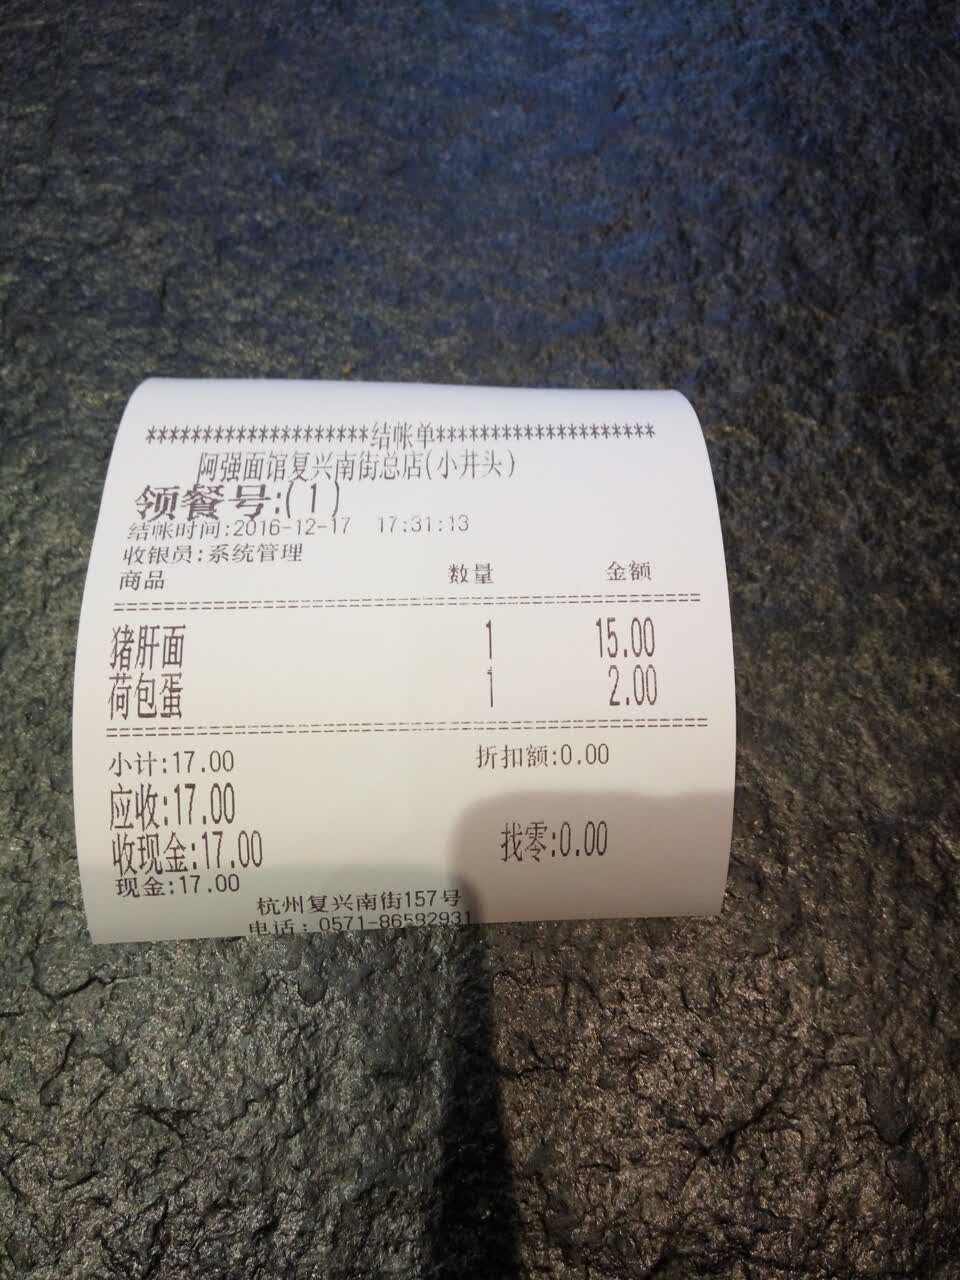 *******************结帐单*******************
阿强面馆复兴南街总店(小井头)
领餐号:(1)
结帐时间:2016-12-17 17:31:13
收银员:系统管理
商品 数量 金额
==================================================
猪肝面 1 15.00
荷包蛋 1 2.00
==================================================
小计:17.00 折扣额:0.00
应收:17.00
收现金:17.00 找零:0.00
现金:17.00
杭州复兴南街157号
电话:0571-86592931